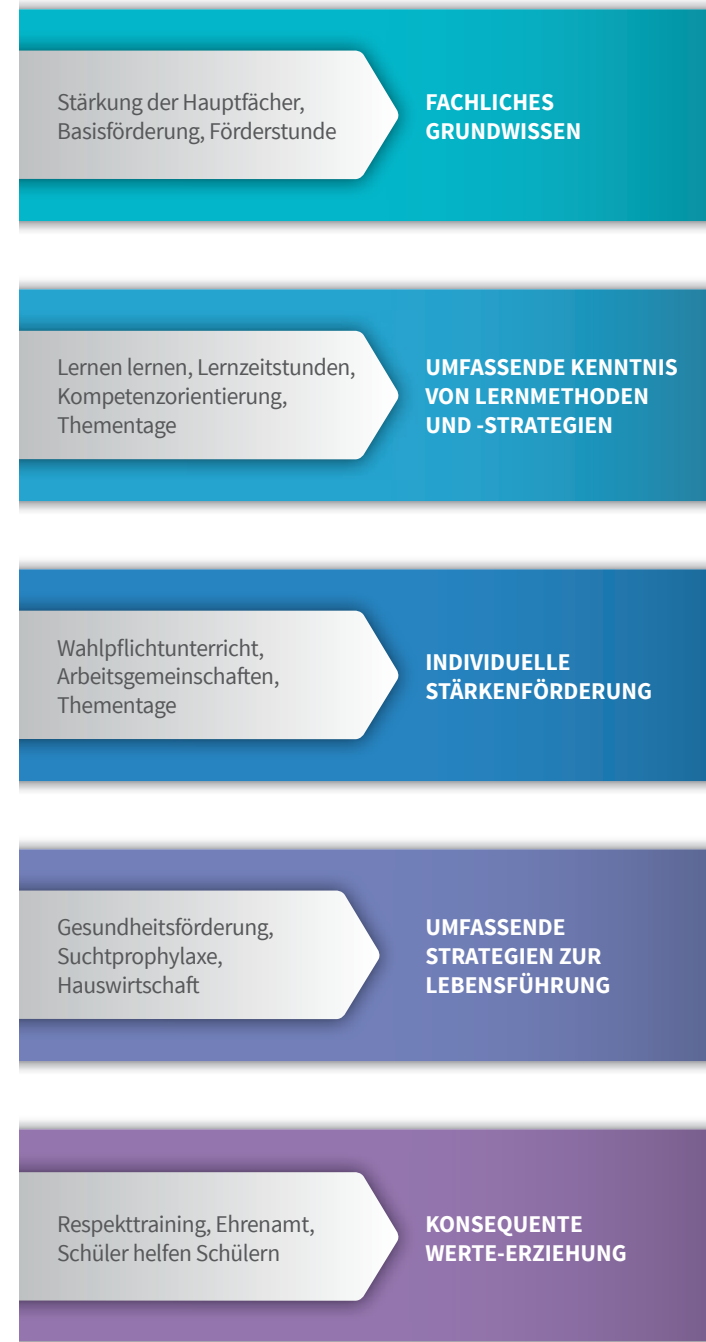 Stärkung der Hauptfächer,
Basisförderung, Förderstunde
FACHLICHES
GRUNDWISSEN
Lernen lernen, Lernzeitstunden,
Kompetenzorientierung,
Thementage
UMFASSENDE KENNTNIS
VON LERNMETHODEN
UND -STRATEGIEN
Wahlpflichtunterricht,
Arbeitsgemeinschaften,
Thementage
INDIVIDUELLE
STÄRKENFÖRDERUNG
Gesundheitsförderung,
Suchtprophylaxe,
Hauswirtschaft
UMFASSENDE
STRATEGIEN ZUR
LEBENSFÜHRUNG
Respekttraining, Ehrenamt,
Schüler helfen Schülern
KONSEQUENTE
WERTE-ERZIEHUNG